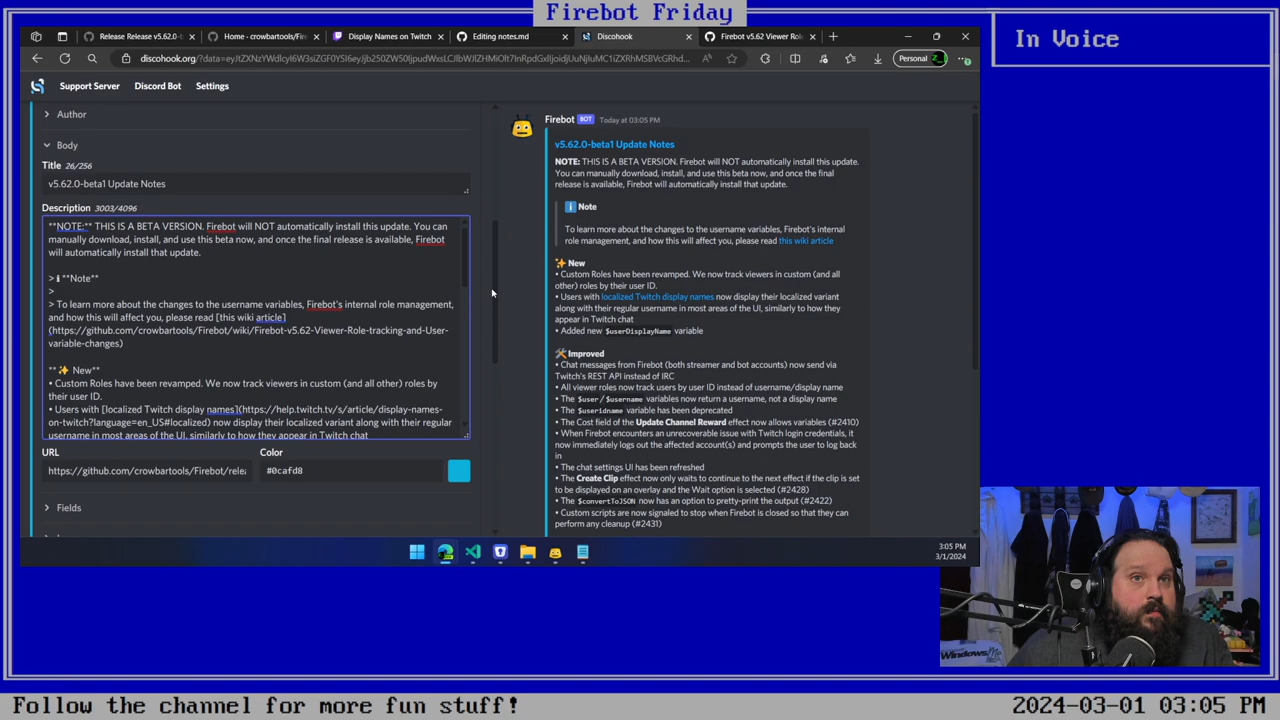 Firebot Friday
In Voice
Release Release v5.62.0-b
Home · crowbartools/Fir
Display Names on Twitch
Editing notes.md
Discohook
Firebot v5.62 Viewer Rol
discohook.org/?data=
Personal
Support Server
Discord Bot
Settings
Author
Body
Title 26/256
v5.62.0-beta1 Update Notes
Description 3003/4096
**NOTE:** THIS IS A BETA VERSION. Firebot will NOT automatically install this update. You can
manually download, install, and use this beta now, and once the final release is available, Firebot
will automatically install that update.
> ℹ **Note**
>
> To learn more about the changes to the username variables, Firebot's internal role management,
and how this will affect you, please read [this wiki article]
(https://github.com/crowbartools/Firebot/wiki/Firebot-v5.62-Viewer-Role-tracking-and-User-
variable-changes)
**✨ New**
• Custom Roles have been revamped. We now track viewers in custom (and all other) roles by
their user ID.
• Users with [localized Twitch display names](https://help.twitch.tv/s/article/display-names-
on-twitch?language=en_US#localized) now display their localized variant along with their regular
username in most areas of the UI, similarly to how they appear in Twitch chat
URL
Color
https://github.com/crowbartools/Firebot/relea
#0cafd8
Fields
Firebot BOT Today at 03:05 PM
v5.62.0-beta1 Update Notes
NOTE: THIS IS A BETA VERSION. Firebot will NOT automatically install this update.
You can manually download, install, and use this beta now, and once the final
release is available, Firebot will automatically install that update.
ℹ️ Note
To learn more about the changes to the username variables, Firebot's internal
role management, and how this will affect you, please read this wiki article
✨ New
• Custom Roles have been revamped. We now track viewers in custom (and all
other) roles by their user ID.
• Users with localized Twitch display names now display their localized variant
along with their regular username in most areas of the UI, similarly to how they
appear in Twitch chat
• Added new $userDisplayName variable
🛠️ Improved
• Chat messages from Firebot (both streamer and bot accounts) now send via
Twitch's REST API instead of IRC
• All viewer roles now track users by user ID instead of username/display name
• The $user/$username variables now return a username, not a display name
• The $useridname variable has been deprecated
• The Cost field of the Update Channel Reward effect now allows variables (#2410)
• When Firebot encounters an unrecoverable issue with Twitch login credentials, it
now immediately logs out the affected account(s) and prompts the user to log back
in
• The chat settings UI has been refreshed
• The Create Clip effect now only waits to continue to the next effect if the clip is set
to be displayed on an overlay and the Wait option is selected (#2428)
• The $convertToJSON now has an option to pretty-print the output (#2422)
• Custom scripts are now signaled to stop when Firebot is closed so that they can
perform any cleanup (#2431)
3:05 PM
3/1/2024
Windows Me
Follow the channel for more fun stuff!
2024-03-01 03:05 PM